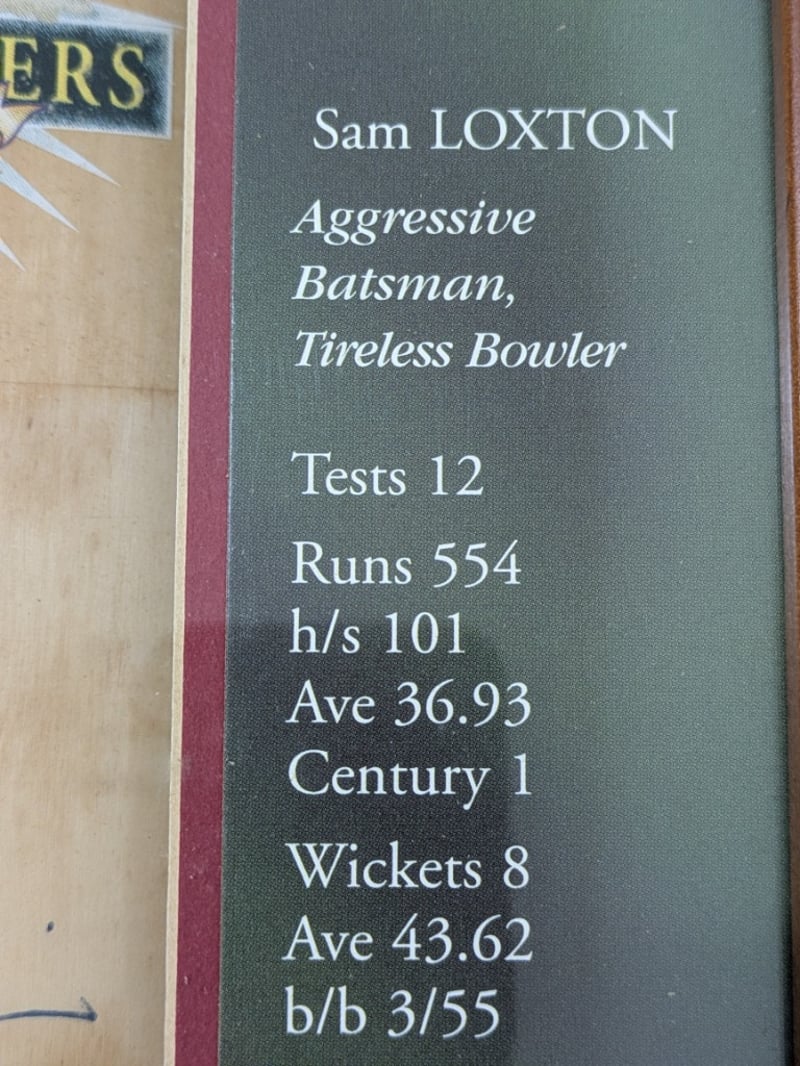 ERS
Sam LOXTON
Aggressive
Batsman,
Tireless Bowler
Tests 12
Runs 554
h/s 101
Ave 36.93
Century 1
Wickets 8
Ave 43.62
b/b 3/55